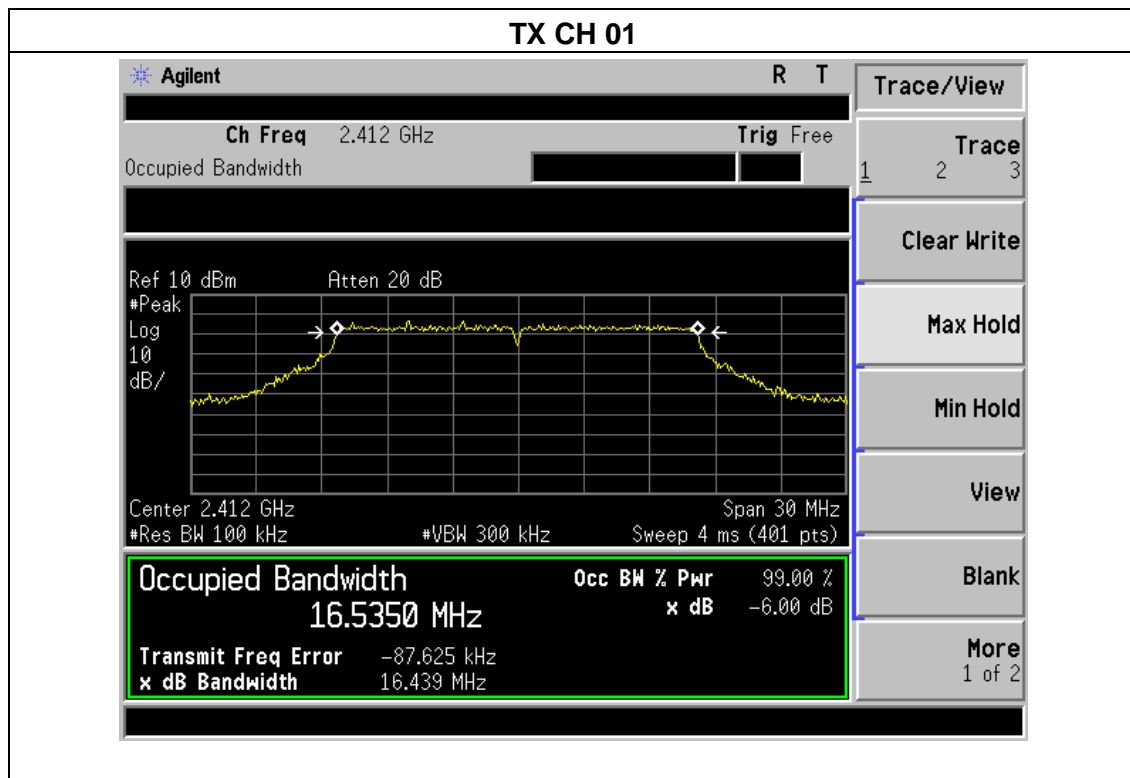 TX CH 01
Agilent R T
Trace/View
Ch Freq 2.412 GHz Trig Free
Occupied Bandwidth
Trace
1 2 3
Clear Write
Ref 10 dBm Atten 20 dB
#Peak
Log
10
dB/
Max Hold
Min Hold
View
Center 2.412 GHz Span 30 MHz
#Res BW 100 kHz #VBW 300 kHz Sweep 4 ms (401 pts)
Occupied Bandwidth Occ BW % Pwr 99.00 %
16.5350 MHz x dB -6.00 dB
Blank
Transmit Freq Error -87.625 kHz
x dB Bandwidth 16.439 MHz
More
1 of 2